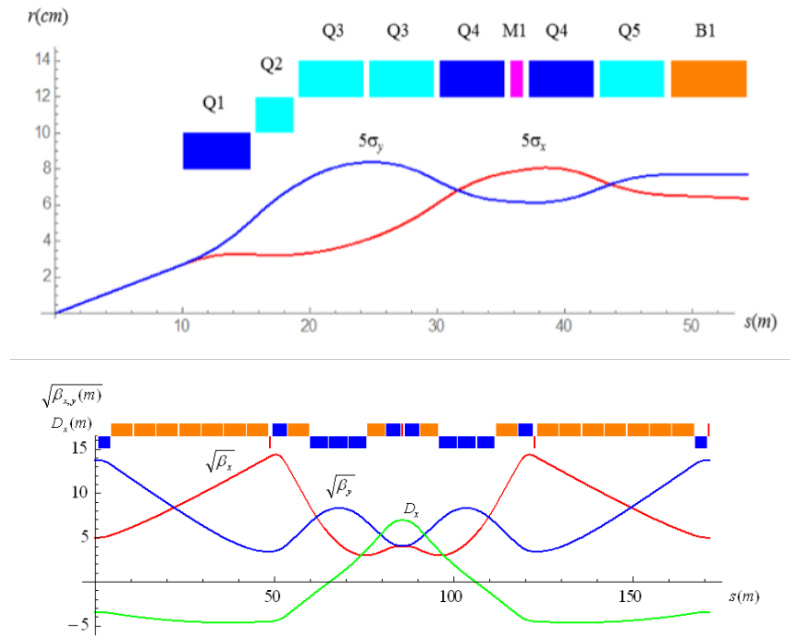 r(cm)
Q3 Q3 Q4 M1 Q4 Q5 B1
14
Q2
12
Q1
10
5σy 5σx
8
6
4
2
10 20 30 40 50 s(m)
√βx,y(m)
Dx(m)
15
√βx
√βy
10
Dx
5
50 100 150 s(m)
−5